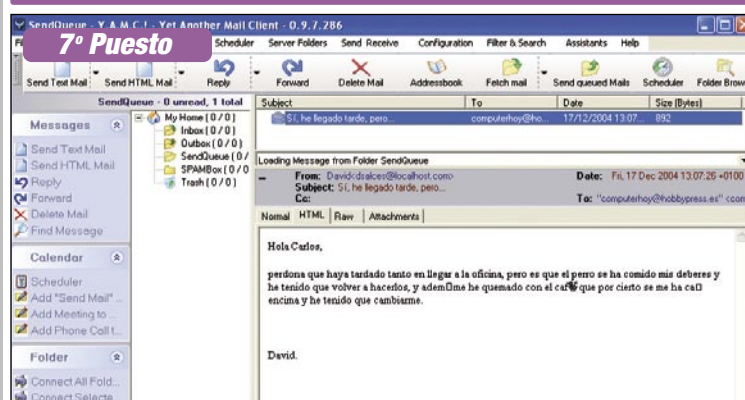 SendQueue - Y.A.M.C.! - Yet Another Mail Client - 0.9.7.286
7º Puesto
Scheduler Server Folders Send Receive Configuration Filter & Search Assistants Help
Send Text Mail Send HTML Mail Reply Forward Delete Mail Addressbook Fetch mail Send queued Mails Scheduler Folder Brow
SendQueue - 0 unread, 1 total
Messages
Send Text Mail
Send HTML Mail
Reply
Forward
Delete Mail
Find Message
Calendar
Scheduler
Add "Send Mail" ...
Add Meeting to ...
Add Phone Call t...
Folder
Connect All Fold...
Connect Selecte...
My Home ( 0 / 0 )
Inbox ( 0 / 0 )
Outbox ( 0 / 0 )
SendQueue ( 0 /
SPAMBox ( 0 / 0
Trash ( 0 / 0 )
Subject To Date Size (Bytes)
Sí, he llegado tarde, pero... computerhoy@ho... 17/12/2004 13:07... 892
Loading Message from Folder SendQueue
From: David<dsalces@localhost.com> Date: Fri, 17 Dec 2004 13:07:26 +0100
Subject: Sí, he llegado tarde, pero...
Cc: To: "computerhoy@hobbypress.es" <com
Normal HTML Raw Attachments
Hola Carlos,
perdona que haya tardado tanto en llegar a la oficina, pero es que el perro se ha comido mis deberes y
he tenido que volver a hacerlos, y adem□me he quemado con el caf que por cierto se me ha ca□
encina y he tenido que cambiarme.
David.